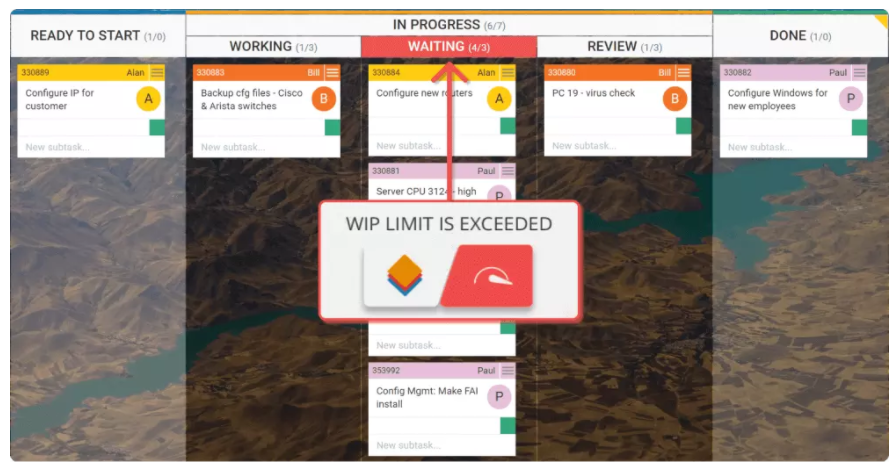 READY TO START (1/0)
IN PROGRESS (6/7)
WORKING (1/3)
WAITING (4/3)
REVIEW (1/3)
DONE (1/0)
330889 Alan
Configure IP for
customer
A
New subtask...
330883 Bill
Backup cfg files - Cisco
& Arista switches
B
New subtask...
330884 Alan
Configure new routers
A
New subtask...
330881 Paul
Server CPU 3124 - high
P
WIP LIMIT IS EXCEEDED
New subtask...
353992 Paul
Config Mgmt: Make FAI
install
P
New subtask...
330880 Bill
PC 19 - virus check
B
New subtask...
330882 Paul
Configure Windows for
new employees
P
New subtask...